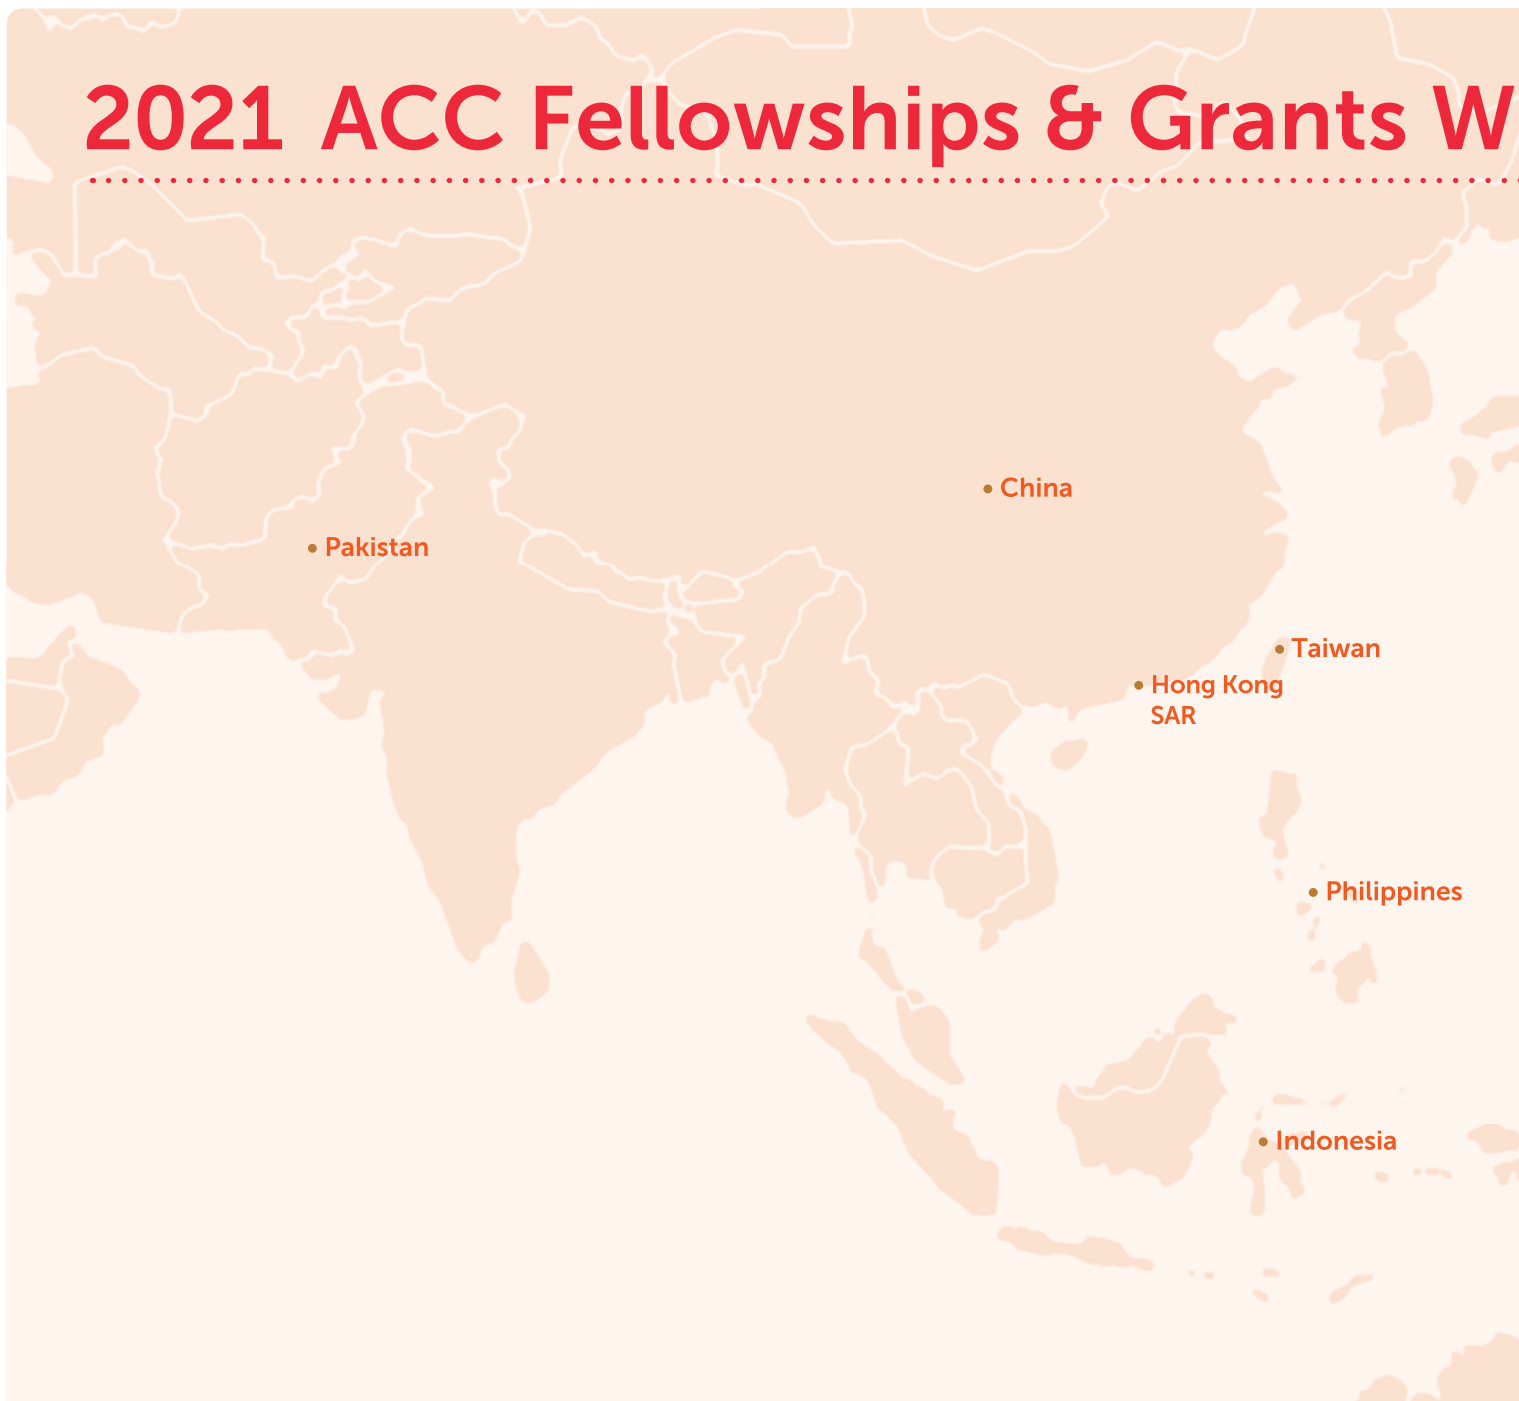 2021 ACC Fellowships & Grants W
China
Pakistan
Taiwan
Hong Kong
SAR
Philippines
Indonesia